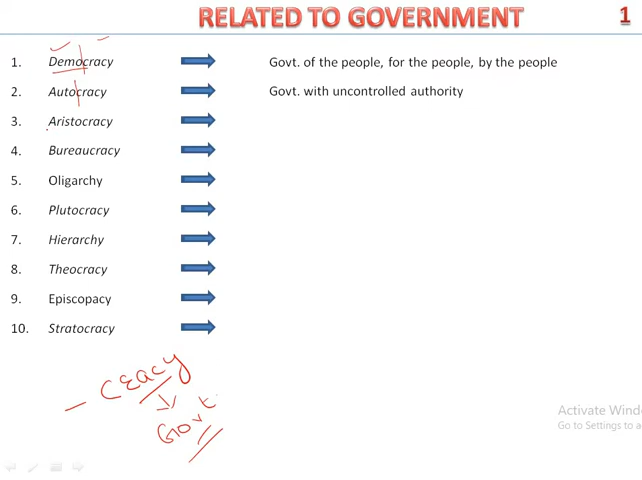 RELATED TO GOVERNMENT 1
1. Democracy Govt. of the people, for the people, by the people
2. Autocracy Govt. with uncontrolled authority
3. Aristocracy
4. Bureaucracy
5. Oligarchy
6. Plutocracy
7. Hierarchy
8. Theocracy
9. Episcopacy
10. Stratocracy
- Cracy
Govt.
Activate Windo
Go to Settings to a